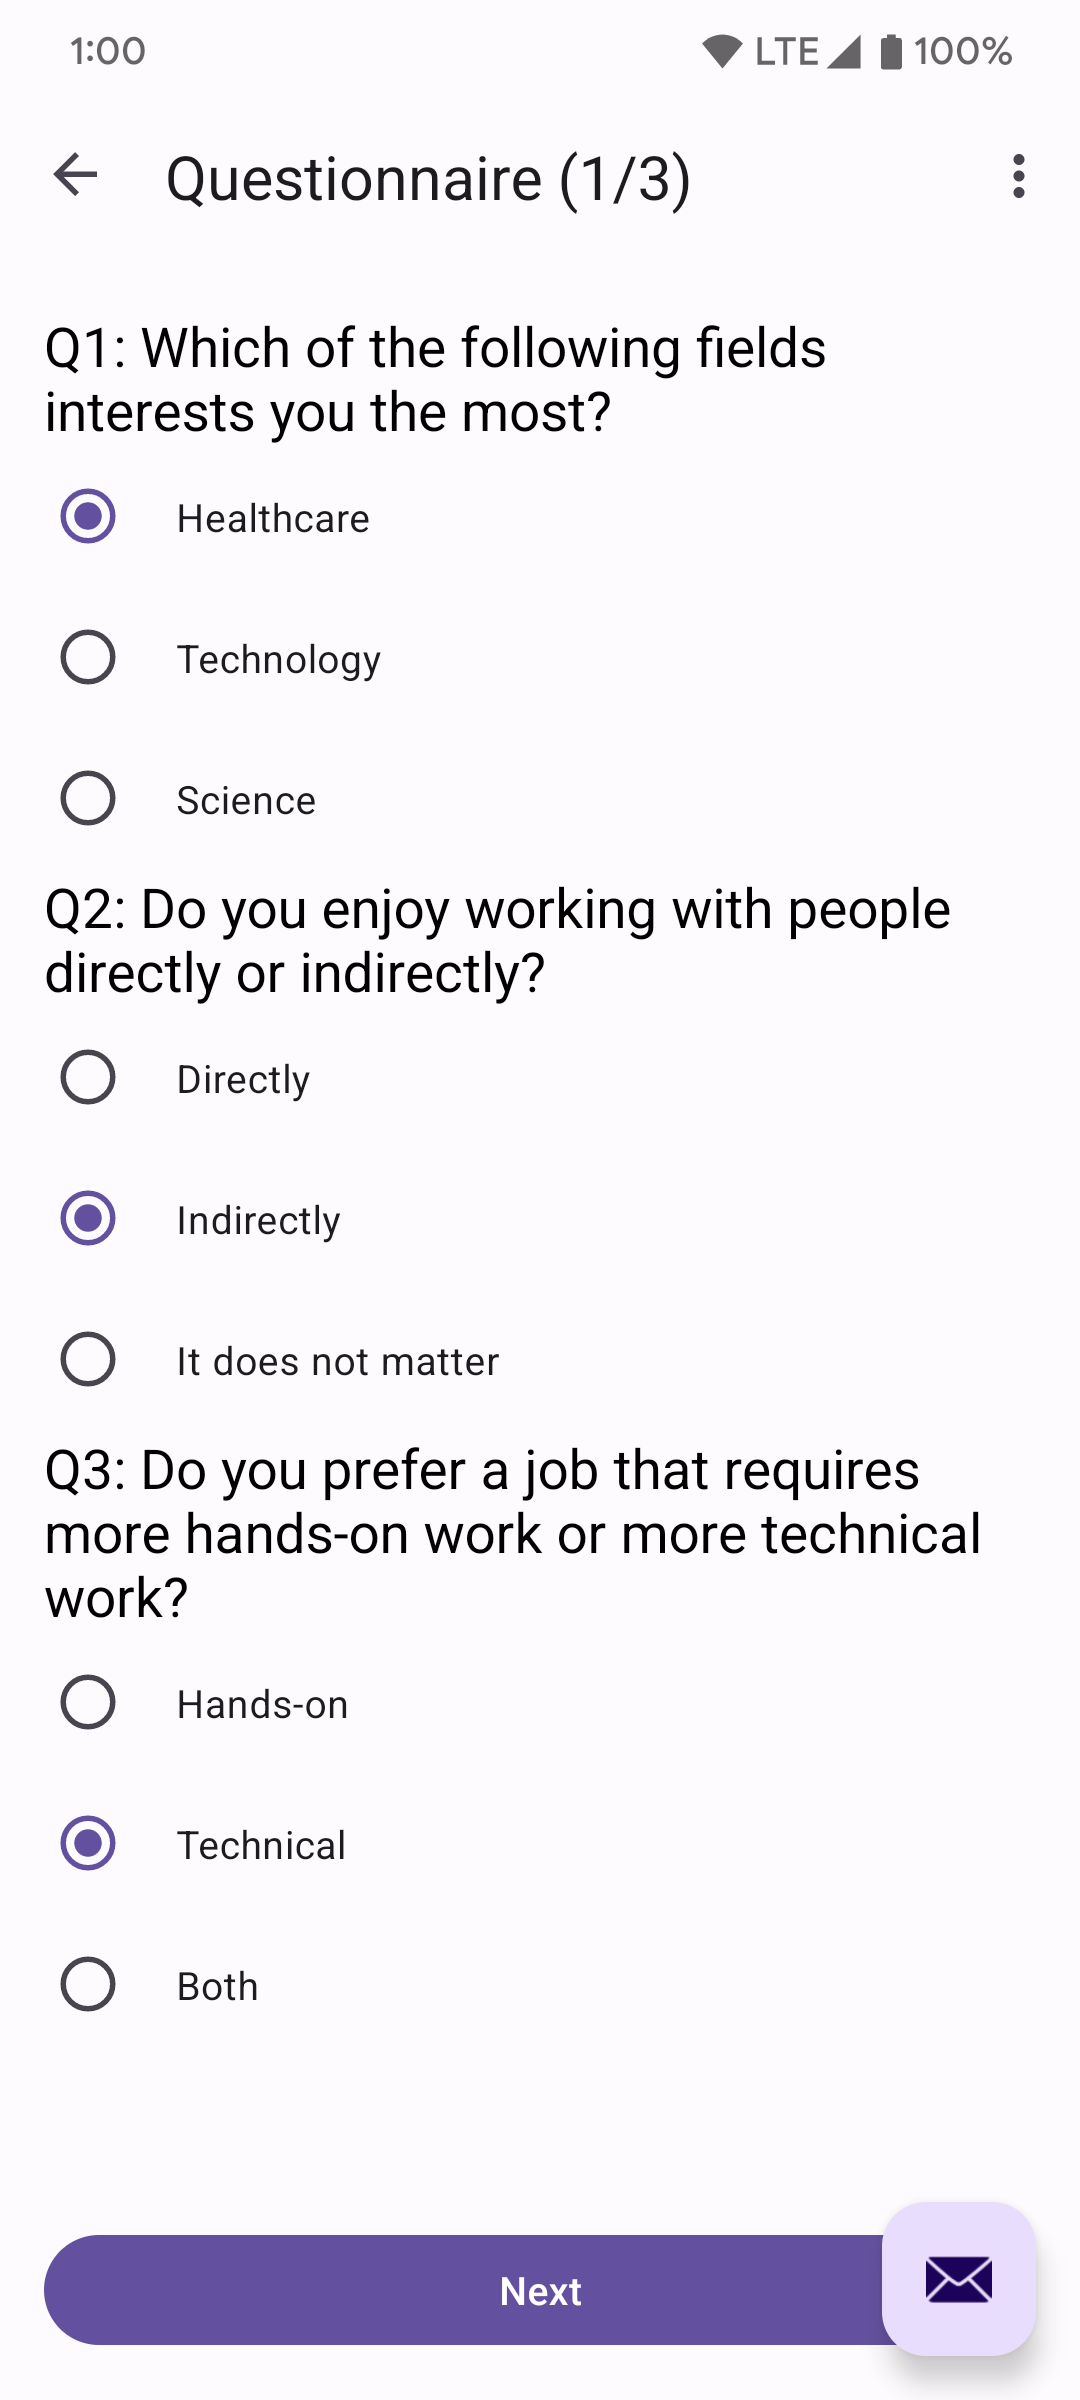 1:00
LTE 100%
Questionnaire (1/3)
Q1: Which of the following fields
interests you the most?
Healthcare
Technology
Science
Q2: Do you enjoy working with people
directly or indirectly?
Directly
Indirectly
It does not matter
Q3: Do you prefer a job that requires
more hands-on work or more technical
work?
Hands-on
Technical
Both
Next